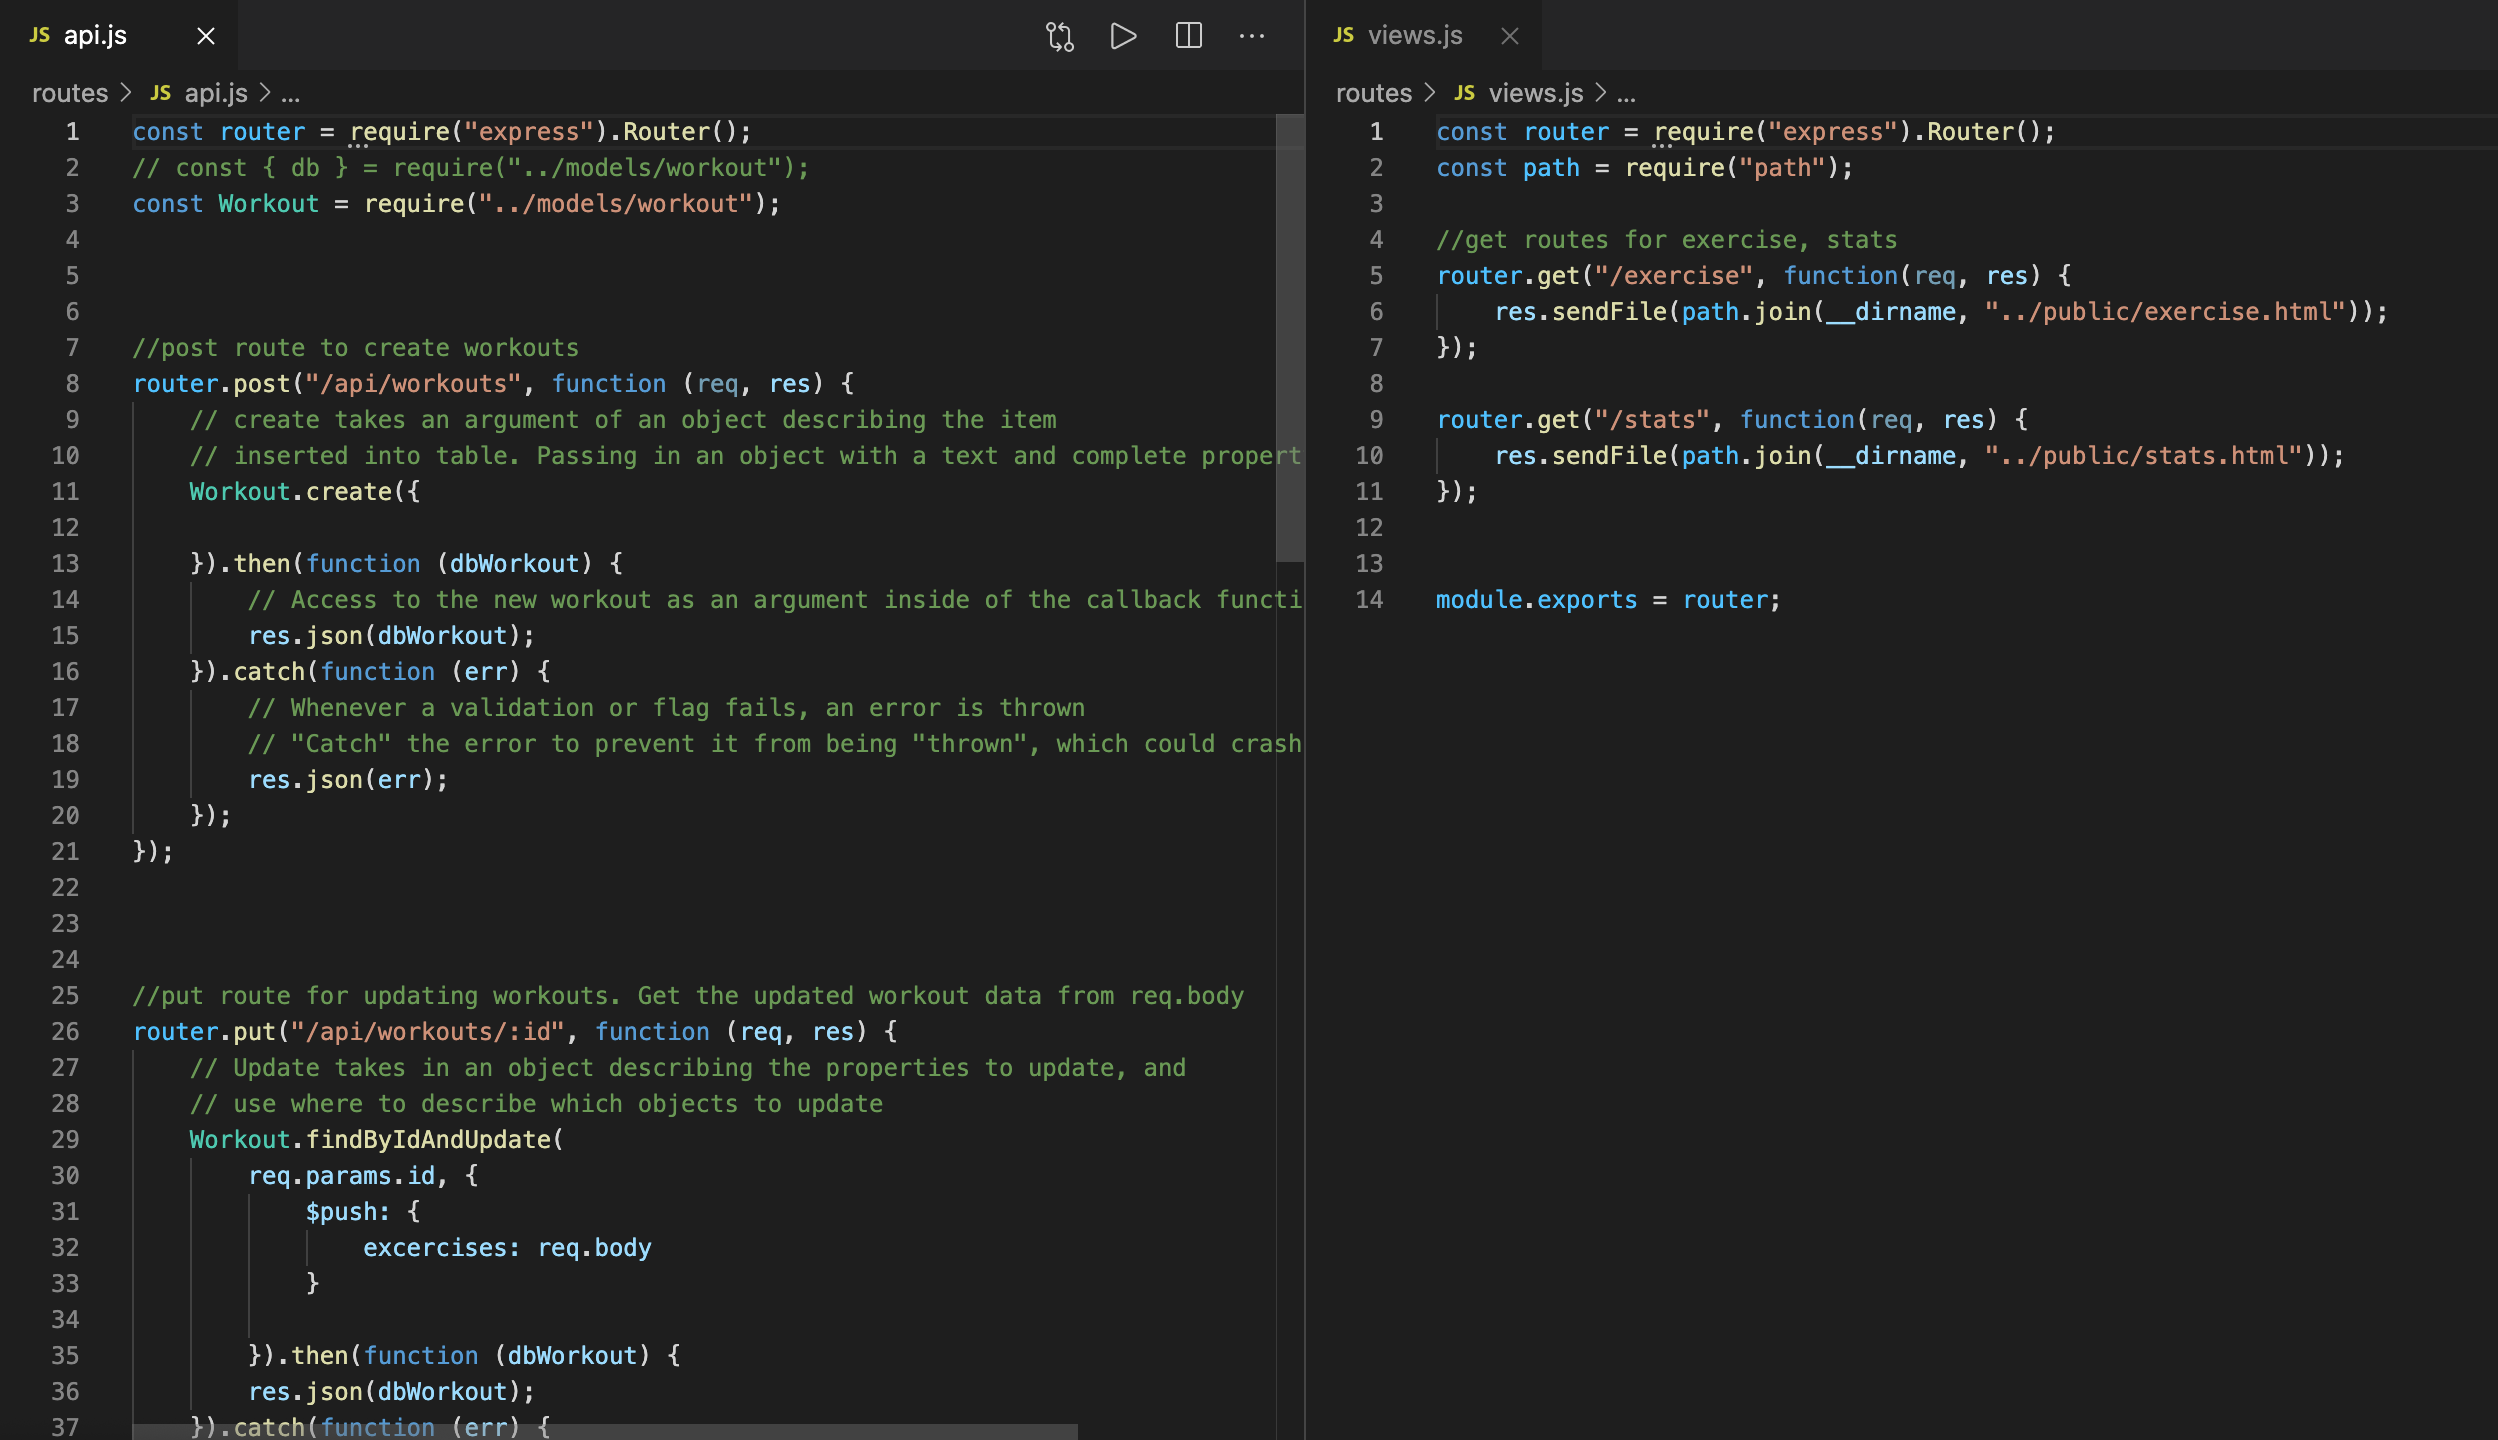 JS api.js
routes > JS api.js > ...
1 const router = require("express").Router();
2 // const { db } = require("../models/workout");
3 const Workout = require("../models/workout");
4
5
6
7 //post route to create workouts
8 router.post("/api/workouts", function (req, res) {
9     // create takes an argument of an object describing the item
10     // inserted into table. Passing in an object with a text and complete propert
11     Workout.create({
12
13     }).then(function (dbWorkout) {
14         // Access to the new workout as an argument inside of the callback functi
15         res.json(dbWorkout);
16     }).catch(function (err) {
17         // Whenever a validation or flag fails, an error is thrown
18         // "Catch" the error to prevent it from being "thrown", which could crash
19         res.json(err);
20     });
21 });
22
23
24
25 //put route for updating workouts. Get the updated workout data from req.body
26 router.put("/api/workouts/:id", function (req, res) {
27     // Update takes in an object describing the properties to update, and
28     // use where to describe which objects to update
29     Workout.findByIdAndUpdate(
30         req.params.id, {
31             $push: {
32                 excercises: req.body
33             }
34
35         }).then(function (dbWorkout) {
36         res.json(dbWorkout);
37     }).catch(function (err) {
JS views.js
routes > JS views.js > ...
1 const router = require("express").Router();
2 const path = require("path");
3
4 //get routes for exercise, stats
5 router.get("/exercise", function(req, res) {
6     res.sendFile(path.join(__dirname, "../public/exercise.html"));
7 });
8
9 router.get("/stats", function(req, res) {
10     res.sendFile(path.join(__dirname, "../public/stats.html"));
11 });
12
13
14 module.exports = router;